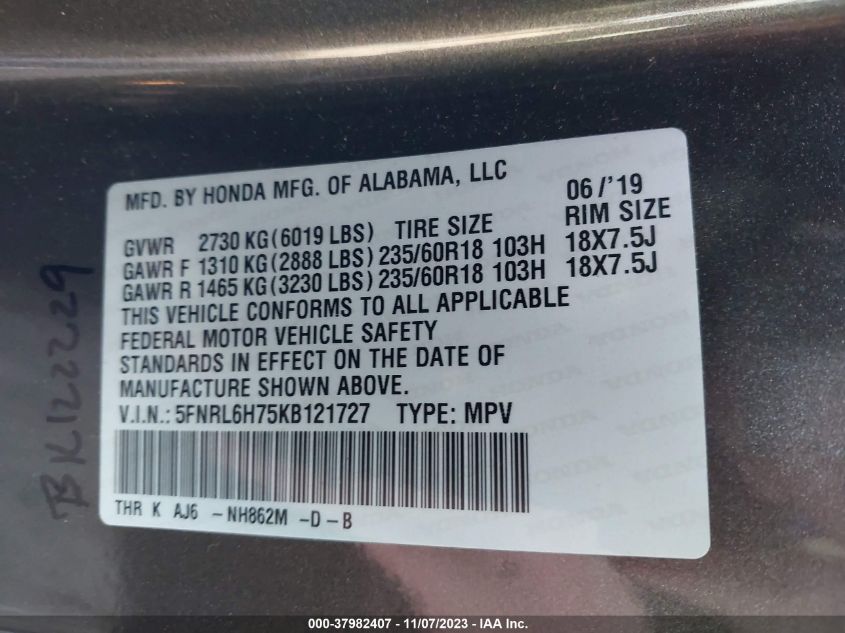 MFD. BY HONDA MFG. OF ALABAMA, LLC
06/'19
GVWR 2730 KG(6019 LBS) TIRE SIZE RIM SIZE
GAWR F 1310 KG(2888 LBS) 235/60R18 103H 18X7.5J
GAWR R 1465 KG(3230 LBS) 235/60R18 103H 18X7.5J
THIS VEHICLE CONFORMS TO ALL APPLICABLE
FEDERAL MOTOR VEHICLE SAFETY
STANDARDS IN EFFECT ON THE DATE OF
MANUFACTURE SHOWN ABOVE.
V.I.N.: 5FNRL6H75KB121727 TYPE: MPV
THR K AJ6 -NH862M -D-B
000-37982407 - 11/07/2023 - IAA Inc.